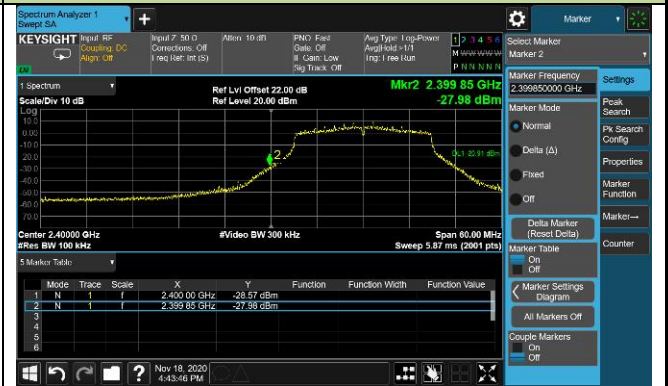 Spectrum Analyzer 1
Swept SA
+
Marker
KEYSIGHT
Input: RF
Coupling: DC
Align: Off
Input Z: 50 Ω
Corrections: Off
Freq Ref: Int (S)
Atten: 10 dB
PNO: Fast
Gate: Off
IF Gain: Low
Sig Track: Off
Avg Type: Log-Power
Avg|Hold:>1/1
Trig: Free Run
1 2 3 4 5 6
M W W W W W
P N N N N N
Select Marker
Marker 2
1 Spectrum
Scale/Div 10 dB
Log
Ref Lvl Offset 22.00 dB
Ref Level 20.00 dBm
Mkr2 2.399 85 GHz
-27.98 dBm
10.0
0.00
-10.0
-20.0
-30.0
-40.0
-50.0
-60.0
-70.0
2
DL1 -20.91 dBm
Center 2.40000 GHz
#Res BW 100 kHz
#Video BW 300 kHz
Span 60.00 MHz
Sweep 5.87 ms (2001 pts)
5 Marker Table
Mode Trace Scale X Y Function Function Width Function Value
1 N 1 f 2.400 00 GHz -28.57 dBm
2 N 1 f 2.399 85 GHz -27.98 dBm
3
4
5
6
Marker Frequency
2.399850000 GHz
Marker Mode
Normal
Delta (Δ)
Fixed
Off
Delta Marker
(Reset Delta)
Marker Table
On
Off
Marker Settings
Diagram
All Markers Off
Couple Markers
On
Off
Settings
Peak
Search
Pk Search
Config
Properties
Marker
Function
Marker→
Counter
?
Nov 18, 2020
4:43:46 PM